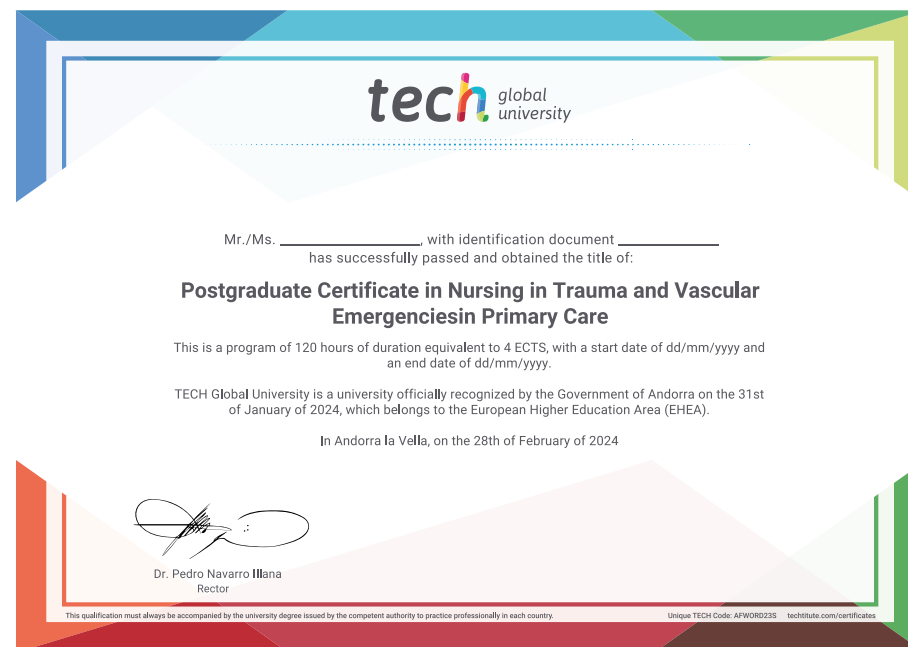 tech global
university
Mr./Ms. ____________________, with identification document ______________
has successfully passed and obtained the title of:
Postgraduate Certificate in Nursing in Trauma and Vascular
Emergenciesin Primary Care
This is a program of 120 hours of duration equivalent to 4 ECTS, with a start date of dd/mm/yyyy and
an end date of dd/mm/yyyy.
TECH Global University is a university officially recognized by the Government of Andorra on the 31st
of January of 2024, which belongs to the European Higher Education Area (EHEA).
In Andorra la Vella, on the 28th of February of 2024
Dr. Pedro Navarro Illana
Rector
This qualification must always be accompanied by the university degree issued by the competent authority to practice professionally in each country.
Unique TECH Code: AFWORD23S techtitute.com/certificates